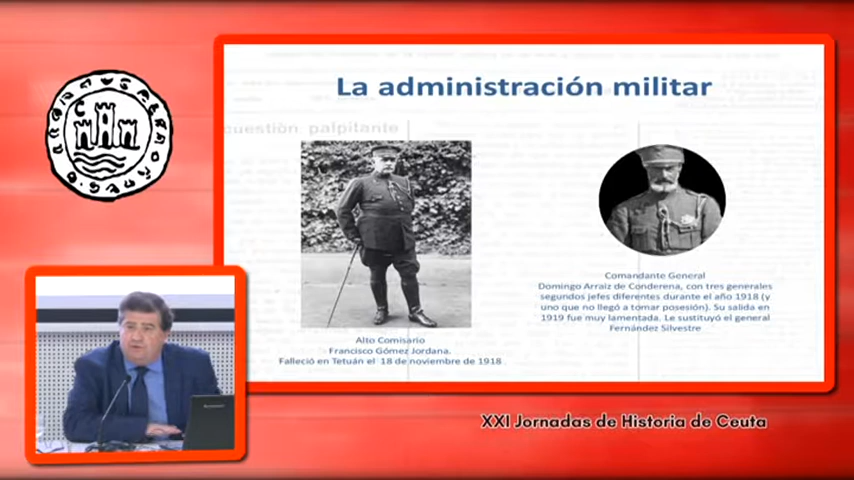 La administración militar
cuestión palpitante
Comandante General
Domingo Arraiz de Conderena, con tres generales
segundos jefes diferentes durante el año 1918 (y
uno que no llegó a tomar posesión). Su salida en
1919 fue muy lamentada. Le sustituyó el general
Fernández Silvestre
Alto Comisario
Francisco Gómez Jordana.
Falleció en Tetuán el 18 de noviembre de 1918
XXI Jornadas de Historia de Ceuta